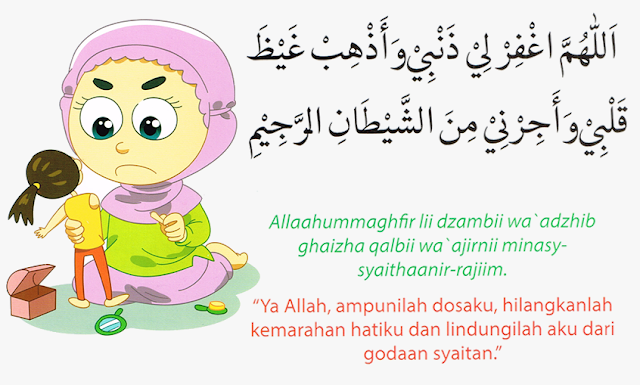 اَللّٰهُمَّ اغْفِرْ لِيْ ذَنْبِيْ وَأَذْهِبْ غَيْظَ
قَلْبِيْ وَأَجِرْنِيْ مِنَ الشَّيْطَانِ الرَّجِيْمِ
Allaahummaghfir lii dzambii wa`adzhib
ghaizha qalbii wa`ajirnii minasy-
syaithaanir-rajiim.
“Ya Allah, ampunilah dosaku, hilangkanlah
kemarahan hatiku dan lindungilah aku dari
godaan syaitan.”